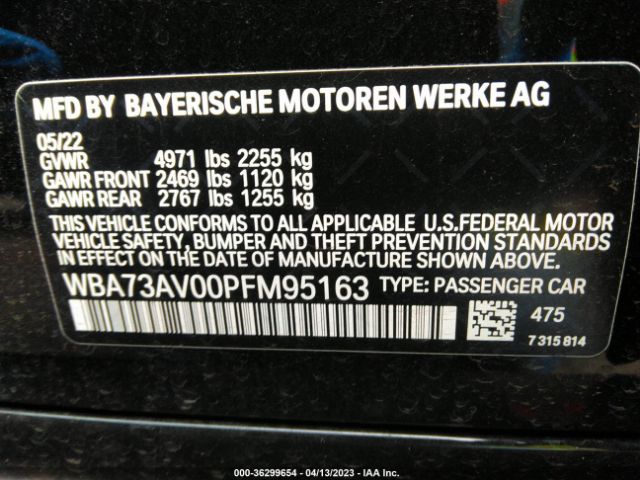 MFD BY BAYERISCHE MOTOREN WERKE AG
05/22
GVWR 4971 lbs 2255 kg
GAWR FRONT 2469 lbs 1120 kg
GAWR REAR 2767 lbs 1255 kg
THIS VEHICLE CONFORMS TO ALL APPLICABLE U.S.FEDERAL MOTOR
VEHICLE SAFETY, BUMPER AND THEFT PREVENTION STANDARDS
IN EFFECT ON THE DATE OF MANUFACTURE SHOWN ABOVE.
WBA73AV00PFM95163 TYPE: PASSENGER CAR
475
7315814
000-36299654 - 04/13/2023 - IAA Inc.